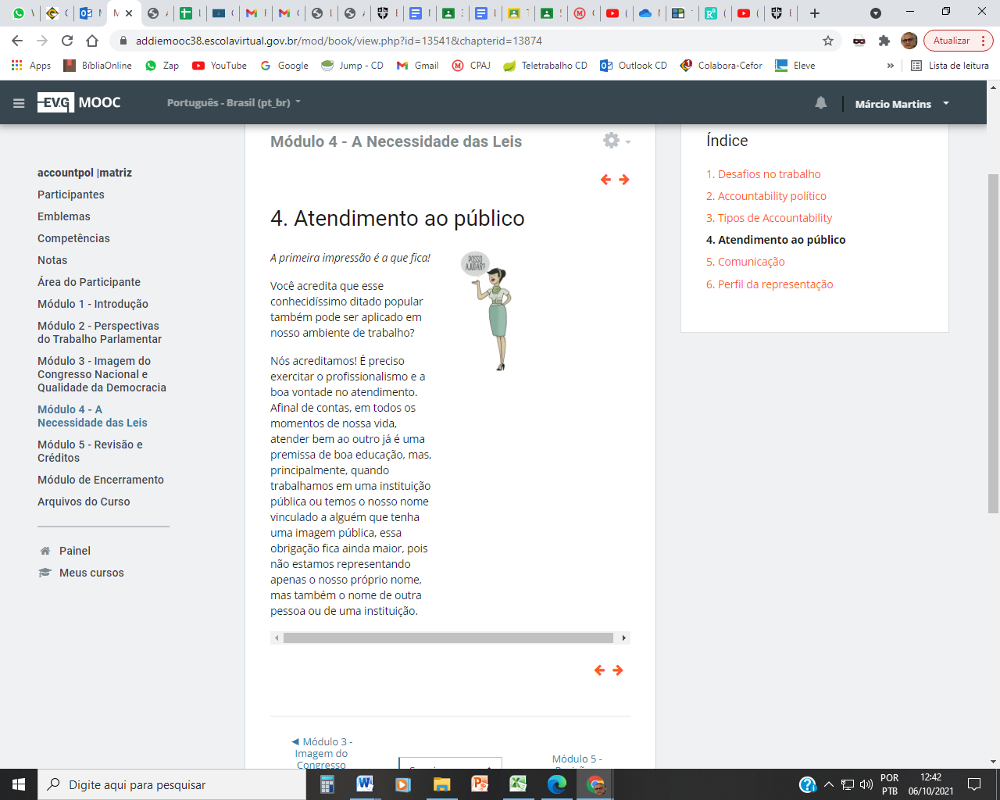 addiemooc38.escolavirtual.gov.br/mod/book/view.php?id=13541&chapterid=13874
Atualizar
Apps
BíbliaOnline
Zap
YouTube
Google
Jump - CD
Gmail
CPAJ
Teletrabalho CD
Outlook CD
Colabora-Cefor
Eleve
»
Lista de leitura
EV.G MOOC
Português - Brasil (pt_br)
Márcio Martins
accountpol |matriz
Participantes
Emblemas
Competências
Notas
Área do Participante
Módulo 1 - Introdução
Módulo 2 - Perspectivas
do Trabalho Parlamentar
Módulo 3 - Imagem do
Congresso Nacional e
Qualidade da Democracia
Módulo 4 - A
Necessidade das Leis
Módulo 5 - Revisão e
Créditos
Módulo de Encerramento
Arquivos do Curso
Painel
Meus cursos
Módulo 4 - A Necessidade das Leis
4. Atendimento ao público
A primeira impressão é a que fica!
POSSO
AJUDAR?
Você acredita que esse
conhecidíssimo ditado popular
também pode ser aplicado em
nosso ambiente de trabalho?
Nós acreditamos! É preciso
exercitar o profissionalismo e a
boa vontade no atendimento.
Afinal de contas, em todos os
momentos de nossa vida,
atender bem ao outro já é uma
premissa de boa educação, mas,
principalmente, quando
trabalhamos em uma instituição
pública ou temos o nosso nome
vinculado a alguém que tenha
uma imagem pública, essa
obrigação fica ainda maior, pois
não estamos representando
apenas o nosso próprio nome,
mas também o nome de outra
pessoa ou de uma instituição.
◄ Módulo 3 -
Imagem do
Congresso
Módulo 5 -
Índice
1. Desafios no trabalho
2. Accountability político
3. Tipos de Accountability
4. Atendimento ao público
5. Comunicação
6. Perfil da representação
Digite aqui para pesquisar
POR
PTB
12:42
06/10/2021